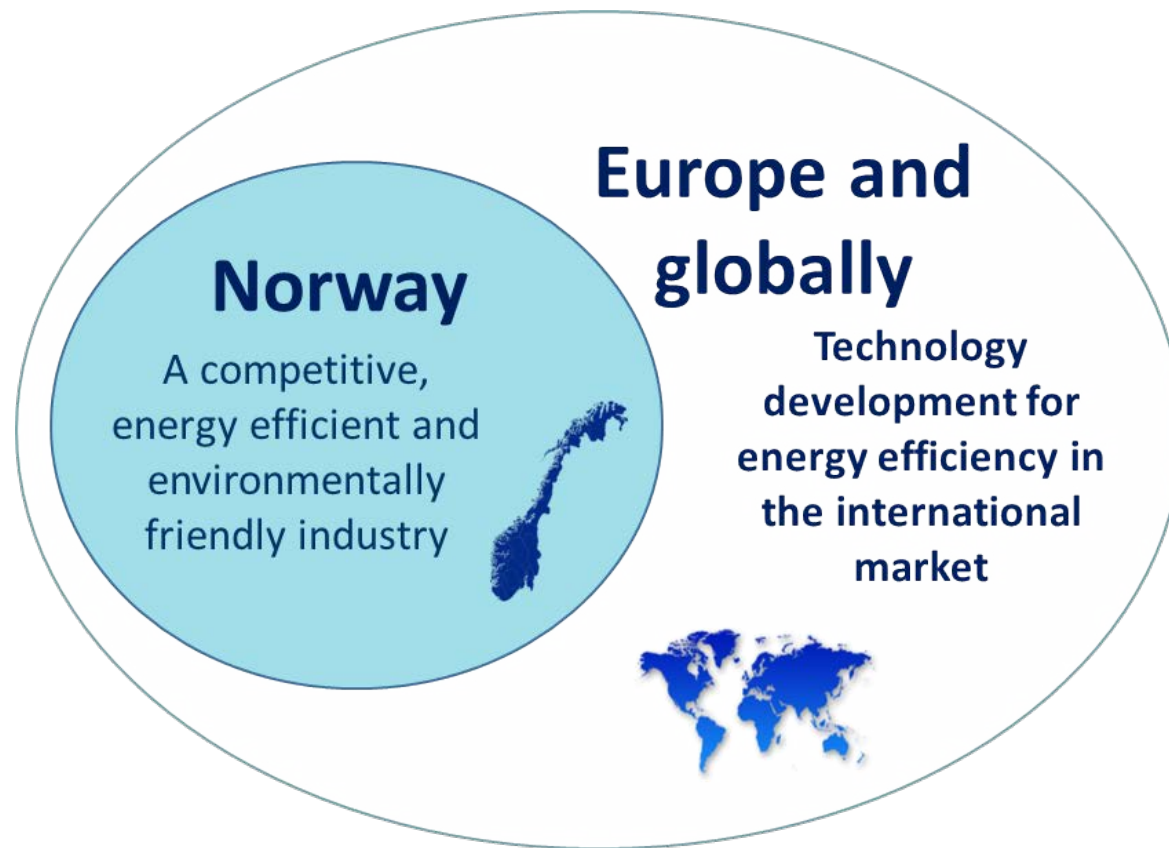 Norway
A competitive,
energy efficient and
environmentally
friendly industry
Europe and
globally
Technology
development for
energy efficiency in
the international
market